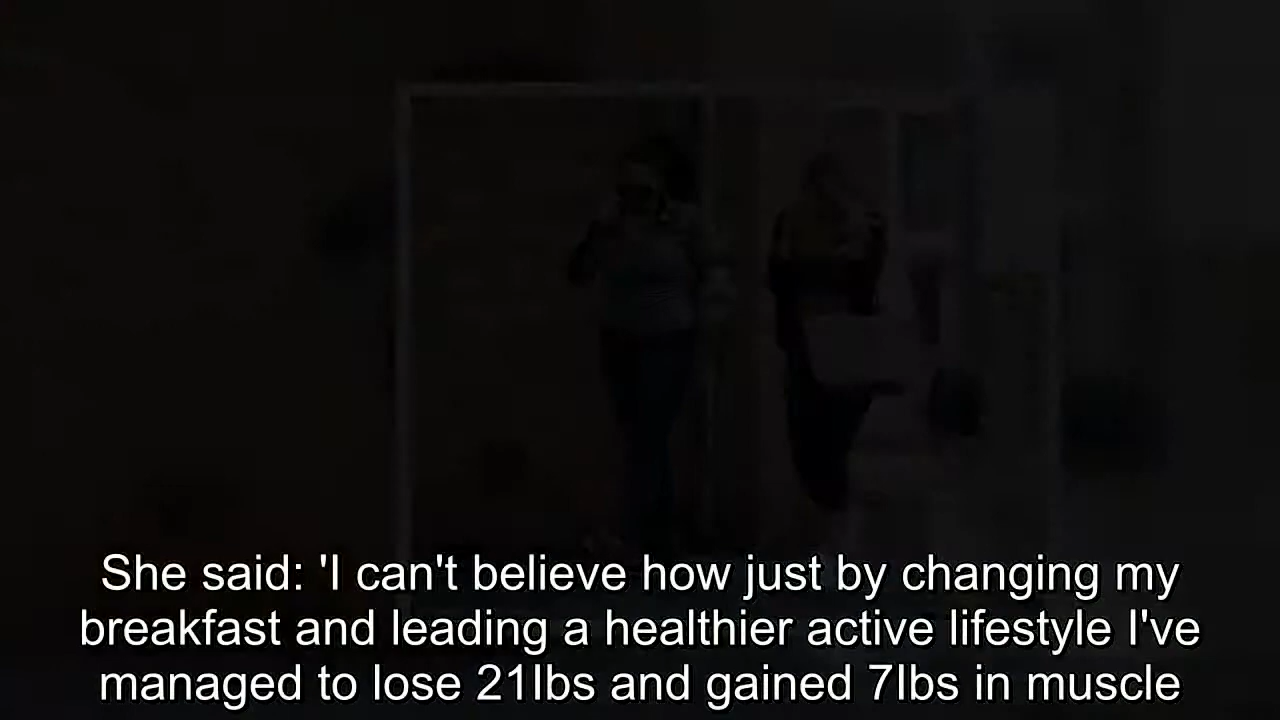 She said: 'I can't believe how just by changing my
breakfast and leading a healthier active lifestyle I've
managed to lose 21lbs and gained 7lbs in muscle